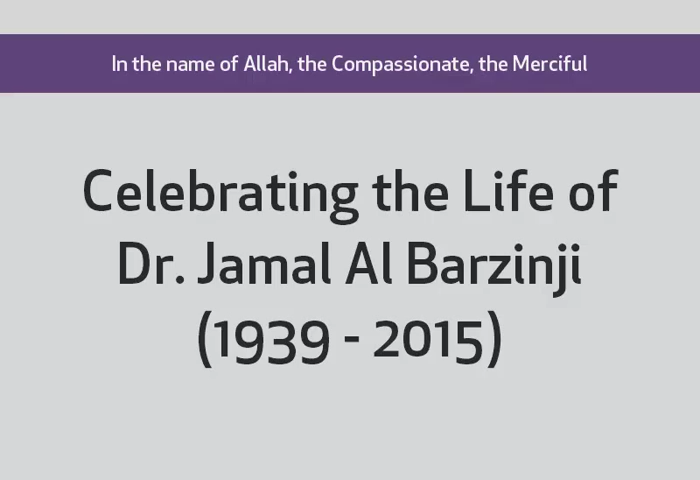 In the name of Allah, the Compassionate, the Merciful
Celebrating the Life of
Dr. Jamal Al Barzinji
(1939 - 2015)